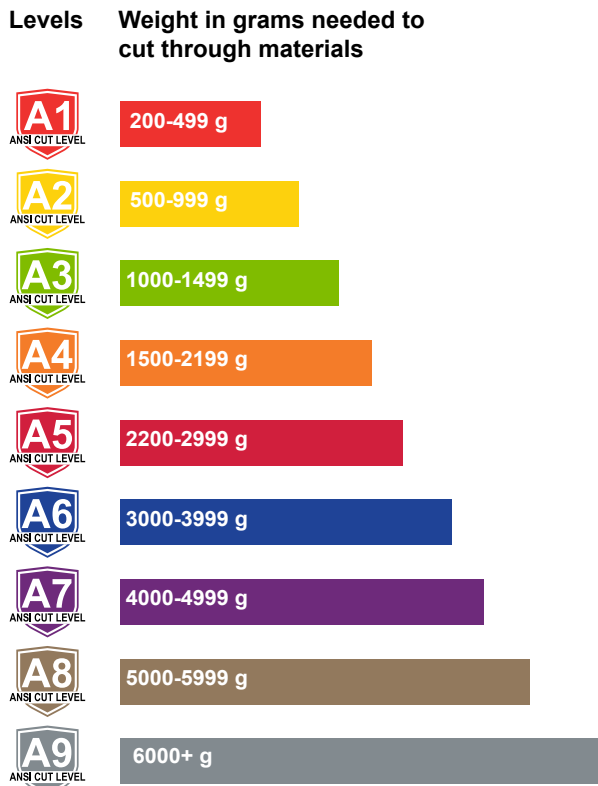 Levels Weight in grams needed to
cut through materials
A1
ANSI CUT LEVEL
200-499 g
A2
ANSI CUT LEVEL
500-999 g
A3
ANSI CUT LEVEL
1000-1499 g
A4
ANSI CUT LEVEL
1500-2199 g
A5
ANSI CUT LEVEL
2200-2999 g
A6
ANSI CUT LEVEL
3000-3999 g
A7
ANSI CUT LEVEL
4000-4999 g
A8
ANSI CUT LEVEL
5000-5999 g
A9
ANSI CUT LEVEL
6000+ g